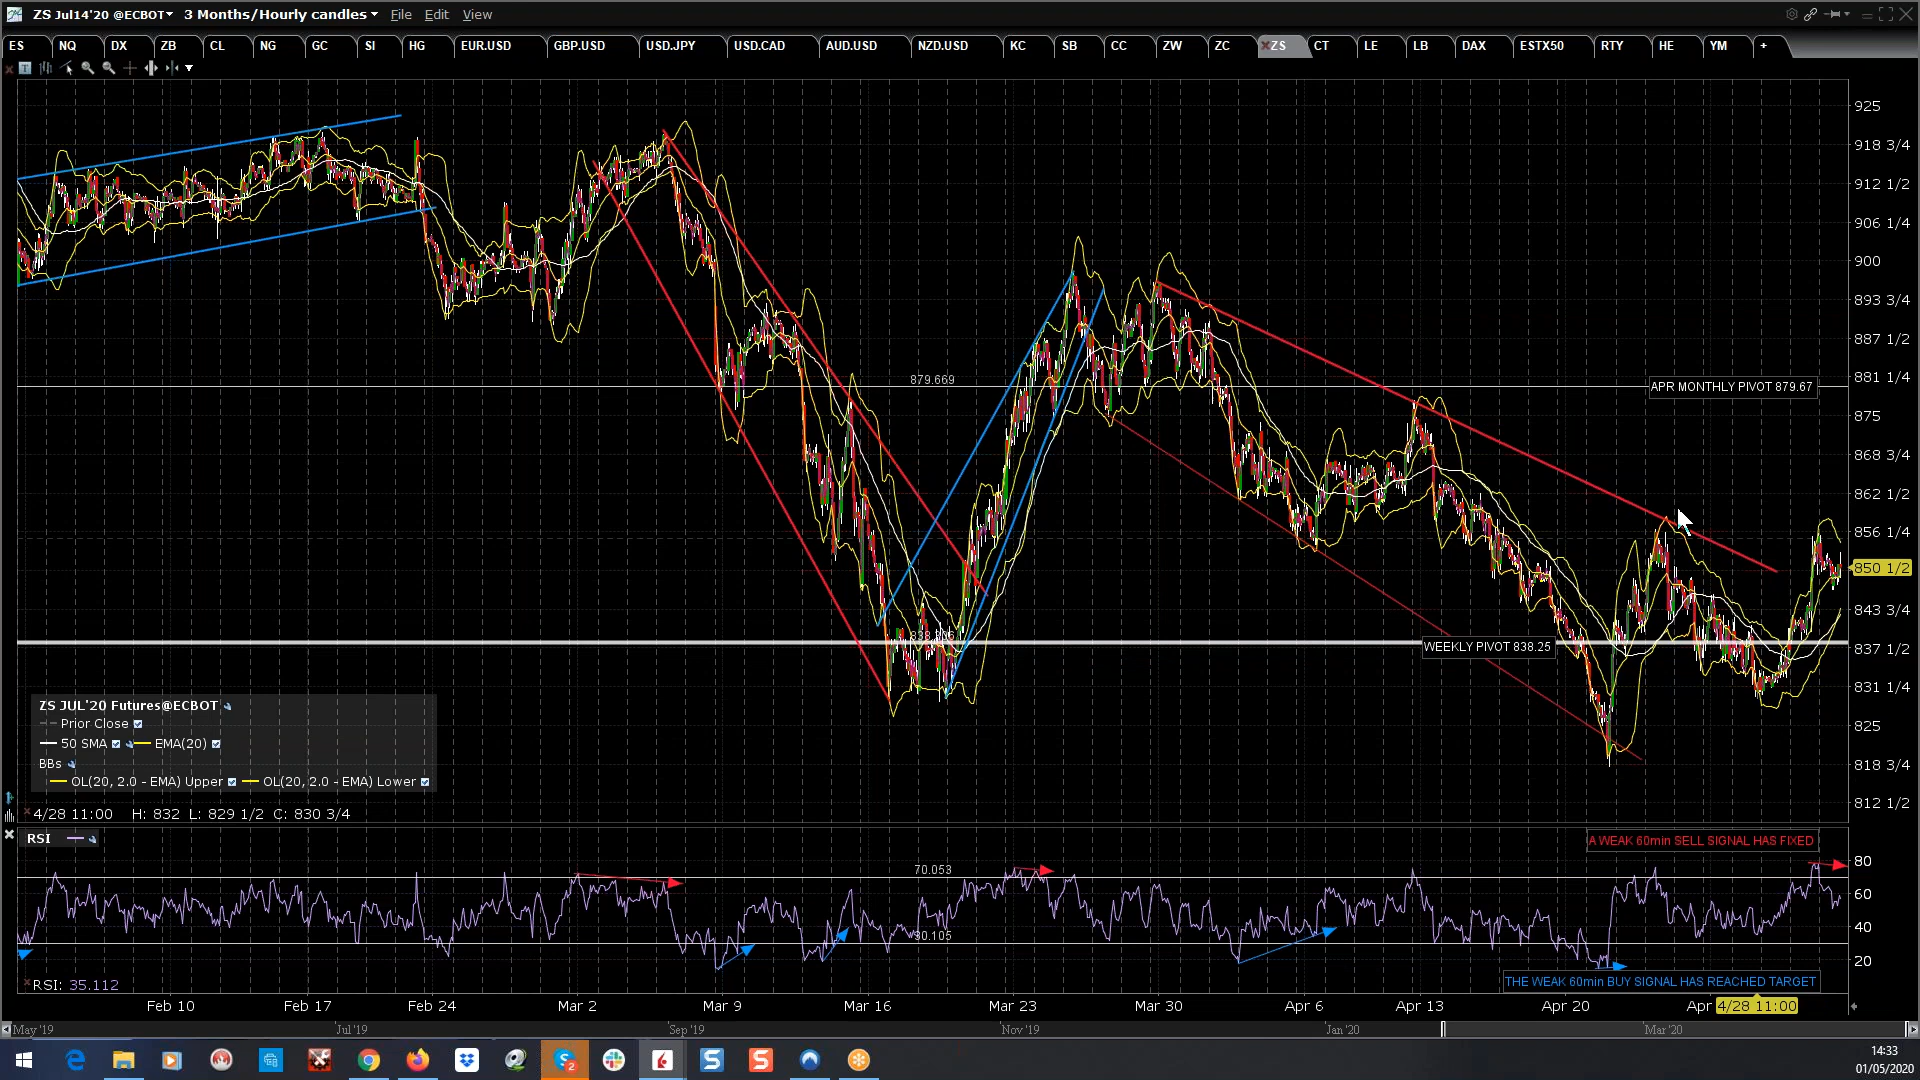 ZS Jul14'20 @ECBOT 3 Months/Hourly candles File Edit View
ES NQ DX ZB CL NG GC SI HG EUR.USD GBP.USD USD.JPY USD.CAD AUD.USD NZD.USD KC SB CC ZW ZC ZS CT LE LB DAX ESTX50 RTY HE YM +
925
918 3/4
912 1/2
906 1/4
900
893 3/4
887 1/2
879.669
881 1/4
APR MONTHLY PIVOT 879.67
875
868 3/4
862 1/2
856 1/4
850 1/2
843 3/4
WEEKLY PIVOT 838.25
837 1/2
831 1/4
825
818 3/4
812 1/2
ZS JUL'20 Futures@ECBOT
Prior Close
50 SMA EMA(20)
BBs
OL(20, 2.0 - EMA) Upper OL(20, 2.0 - EMA) Lower
4/28 11:00 H: 832 L: 829 1/2 C: 830 3/4
RSI
A WEAK 60min SELL SIGNAL HAS FIXED
70.053
80
60
40
30.105
20
THE WEAK 60min BUY SIGNAL HAS REACHED TARGET
RSI: 35.112
Feb 10 Feb 17 Feb 24 Mar 2 Mar 9 Mar 16 Mar 23 Mar 30 Apr 6 Apr 13 Apr 20 Apr 4/28 11:00
May '19 Jul '19 Sep '19 Nov '19 Jan '20 Mar '20
2
14:33
01/05/2020